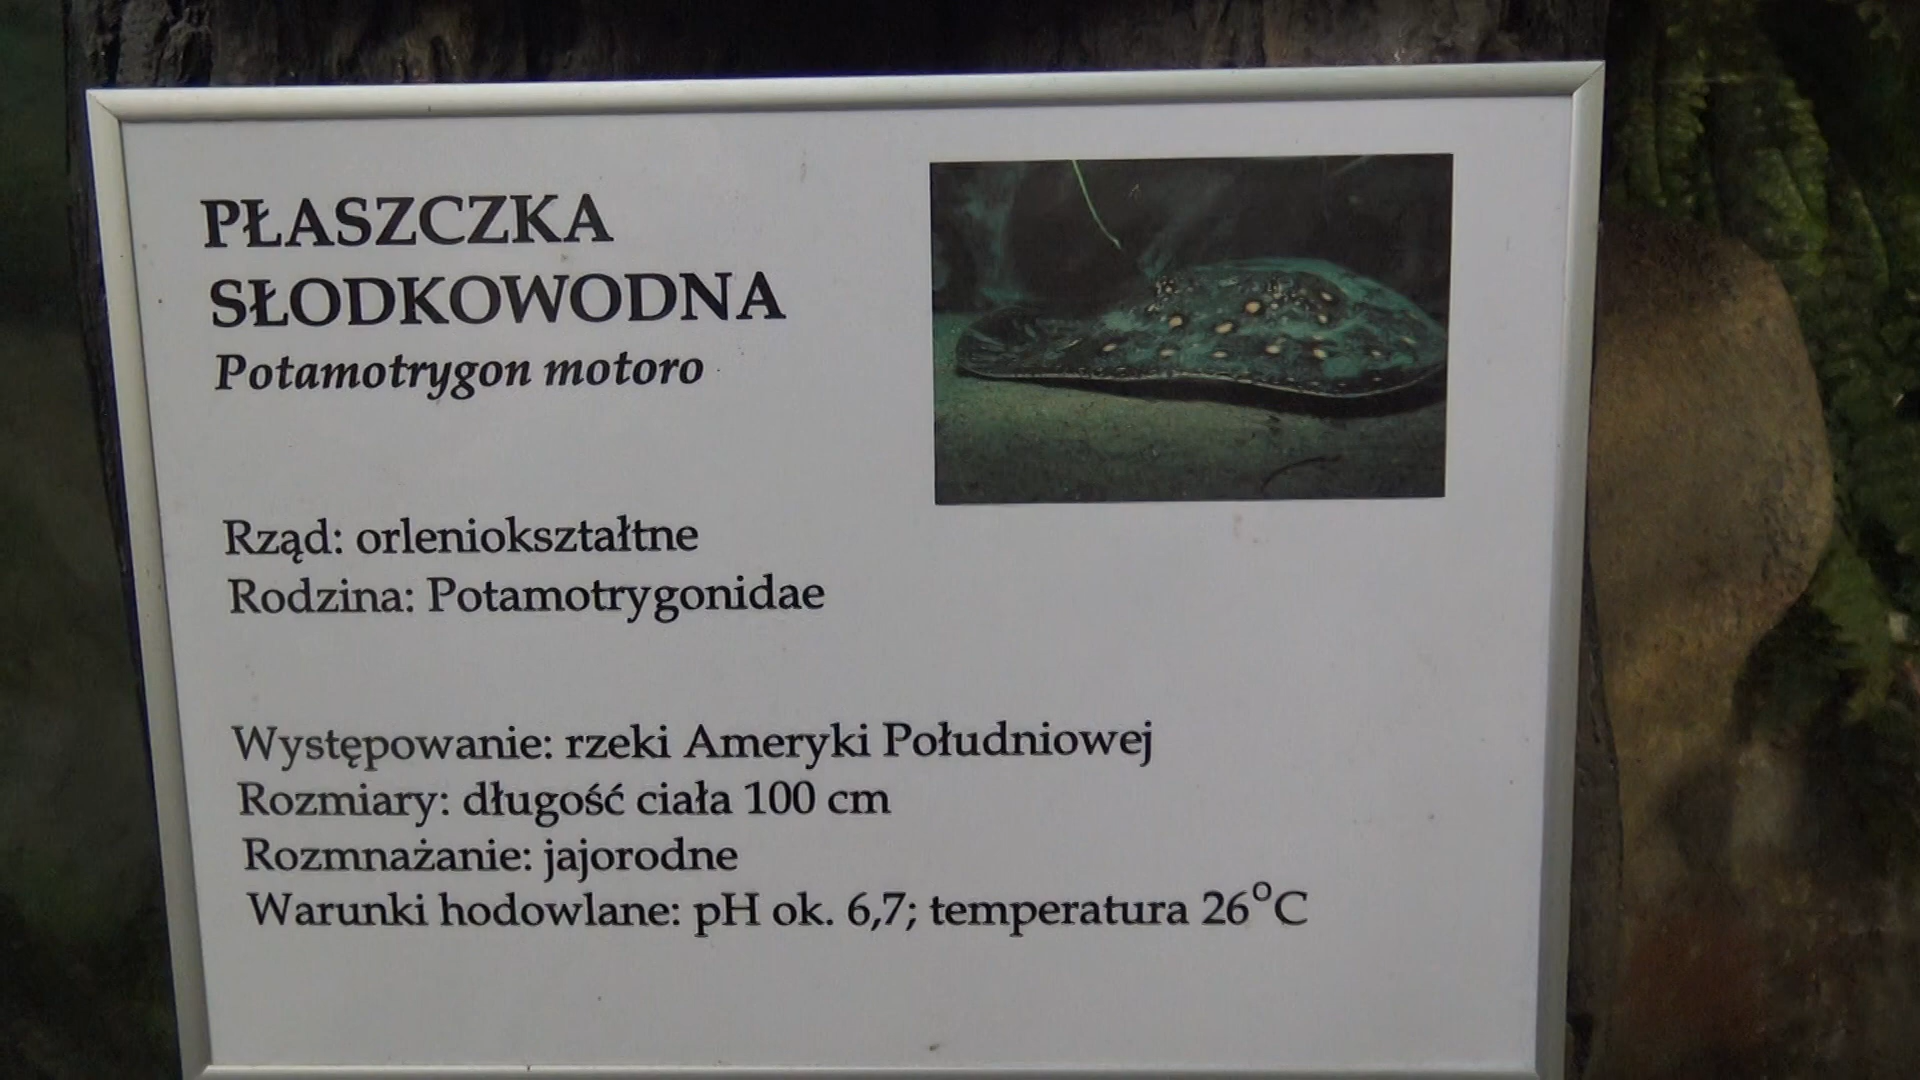 PŁASZCZKA
SŁODKOWODNA
Potamotrygon motoro
Rząd: orleniokształtne
Rodzina: Potamotrygonidae
Występowanie: rzeki Ameryki Południowej
Rozmiary: długość ciała 100 cm
Rozmnażanie: jajorodne
Warunki hodowlane: pH ok. 6,7; temperatura 26°C